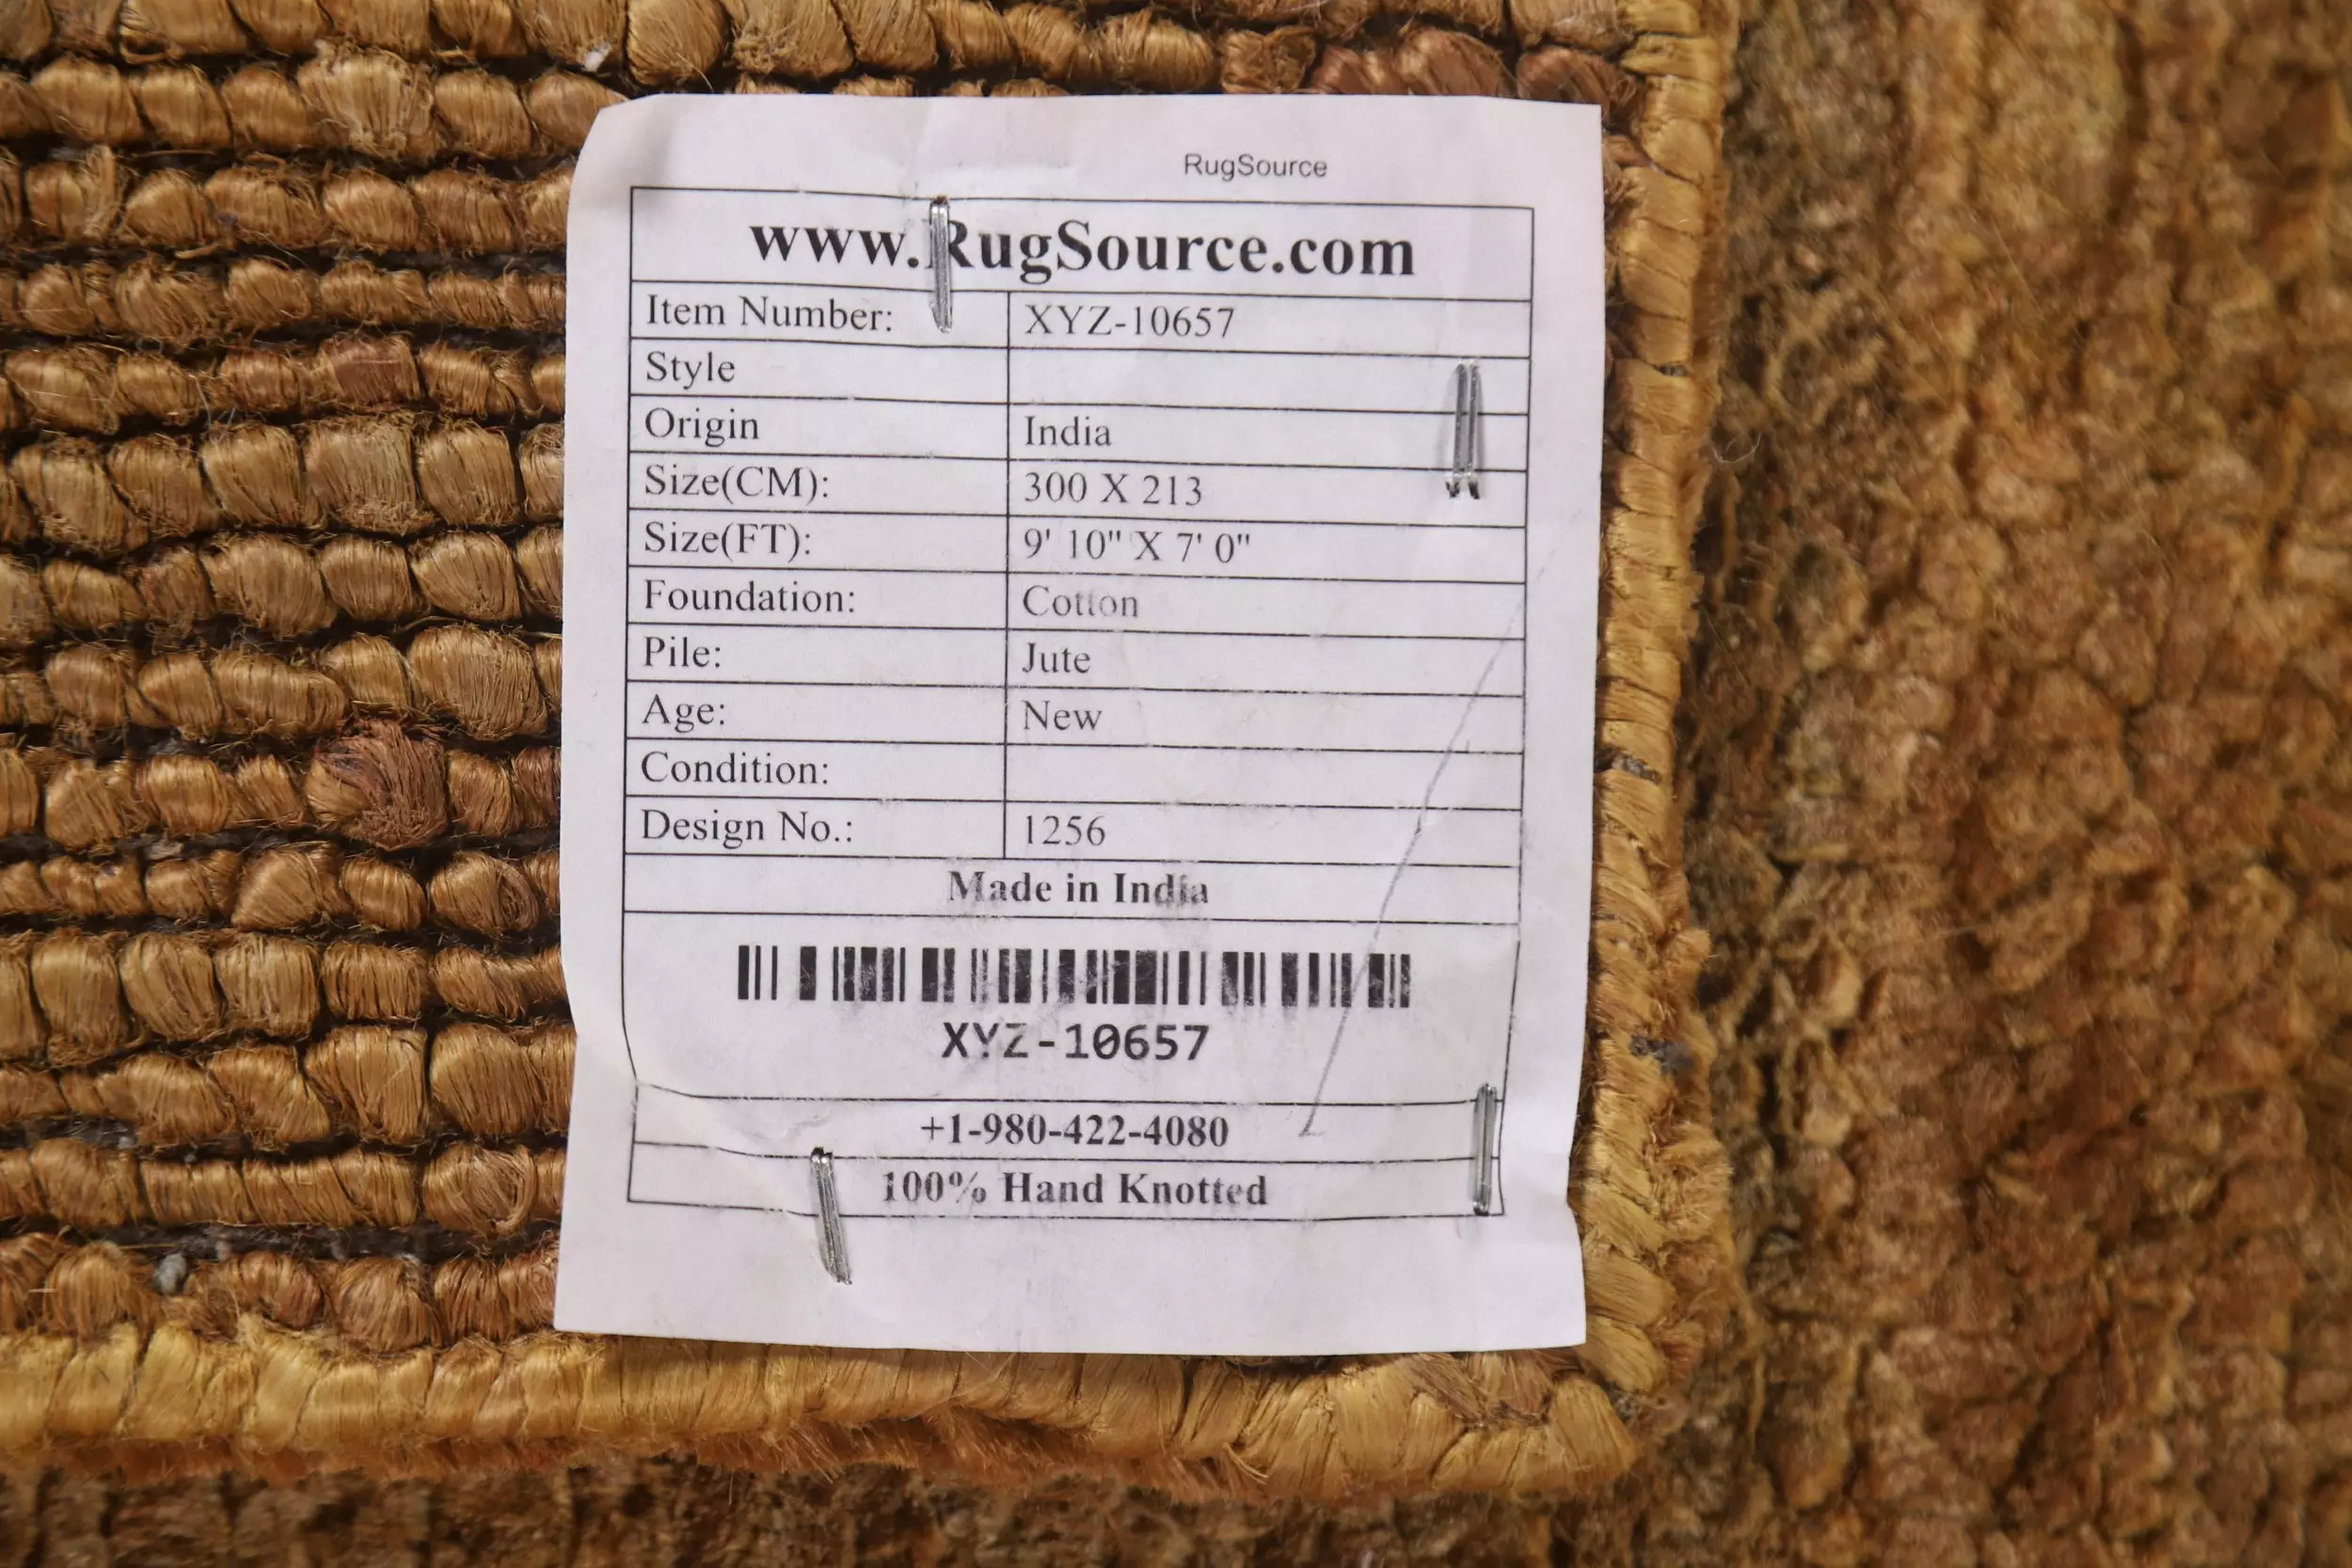 RugSource
www.RugSource.com
Item Number: XYZ-10657
Style
Origin India
Size(CM): 300 X 213
Size(FT): 9' 10" X 7' 0"
Foundation: Cotton
Pile: Jute
Age: New
Condition:
Design No.: 1256
Made in India
XYZ-10657
+1-980-422-4080
100% Hand Knotted